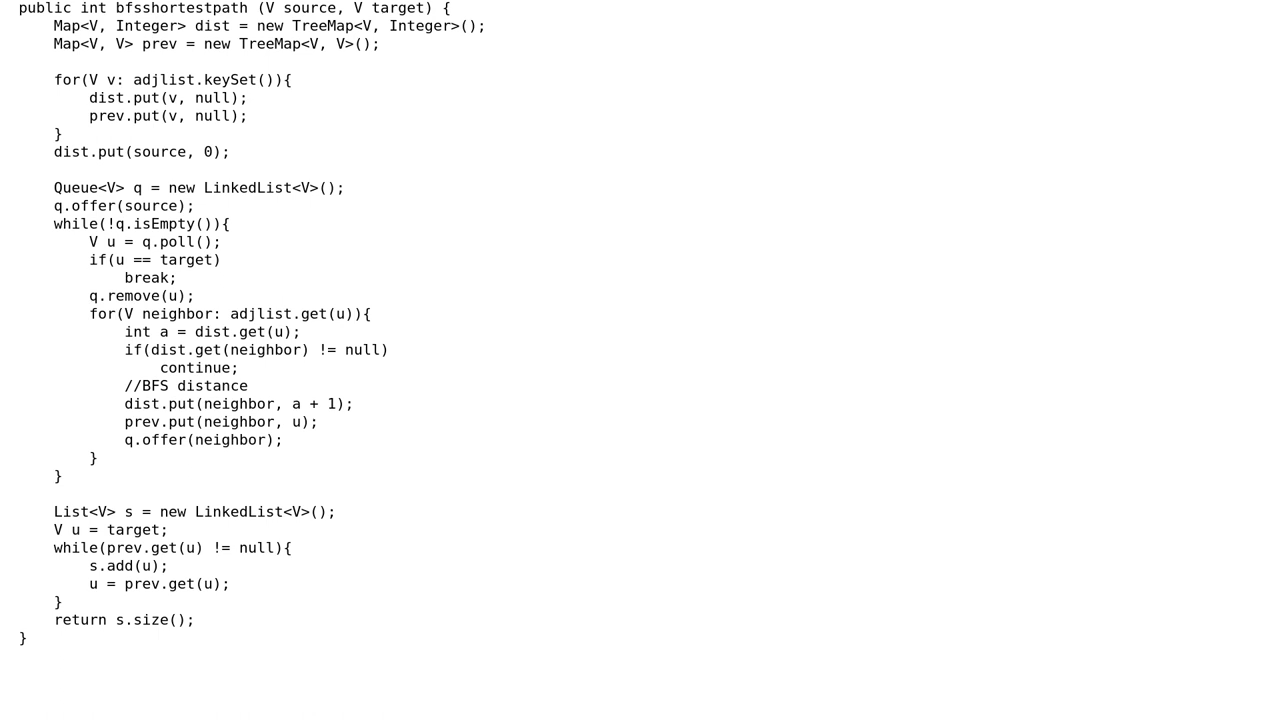 public int bfsshortestpath (V source, V target) {
    Map<V, Integer> dist = new TreeMap<V, Integer>();
    Map<V, V> prev = new TreeMap<V, V>();

    for(V v: adjlist.keySet()){
        dist.put(v, null);
        prev.put(v, null);
    }
    dist.put(source, 0);

    Queue<V> q = new LinkedList<V>();
    q.offer(source);
    while(!q.isEmpty()){
        V u = q.poll();
        if(u == target)
            break;
        q.remove(u);
        for(V neighbor: adjlist.get(u)){
            int a = dist.get(u);
            if(dist.get(neighbor) != null)
                continue;
            //BFS distance
            dist.put(neighbor, a + 1);
            prev.put(neighbor, u);
            q.offer(neighbor);
        }
    }

    List<V> s = new LinkedList<V>();
    V u = target;
    while(prev.get(u) != null){
        s.add(u);
        u = prev.get(u);
    }
    return s.size();
}